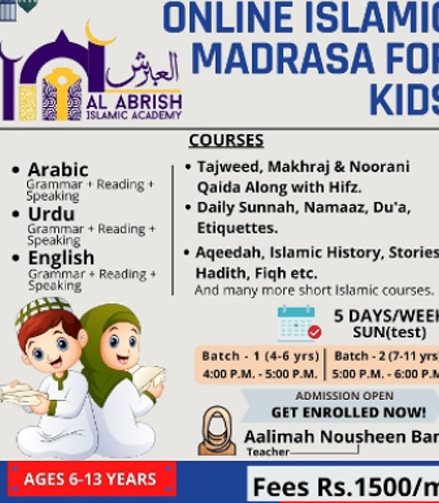 ONLINE ISLAMIC
MADRASA FOR
KIDS
العبرش
AL ABRISH
ISLAMIC ACADEMY
COURSES
• Arabic
Grammar + Reading +
Speaking
• Urdu
Grammar + Reading +
Speaking
• English
Grammar + Reading +
Speaking
• Tajweed, Makhraj & Noorani
Qaida Along with Hifz.
• Daily Sunnah, Namaaz, Du'a,
Etiquettes.
• Aqeedah, Islamic History, Stories
Hadith, Fiqh etc.
And many more short Islamic courses.
5 DAYS/WEEK
SUN(test)
Batch - 1 (4-6 yrs)
4:00 P.M. - 5:00 P.M.
Batch - 2 (7-11 yrs)
5:00 P.M. - 6:00 P.M
ADMISSION OPEN
GET ENROLLED NOW!
Aalimah Nousheen Ban
Teacher
AGES 6-13 YEARS
Fees Rs.1500/m